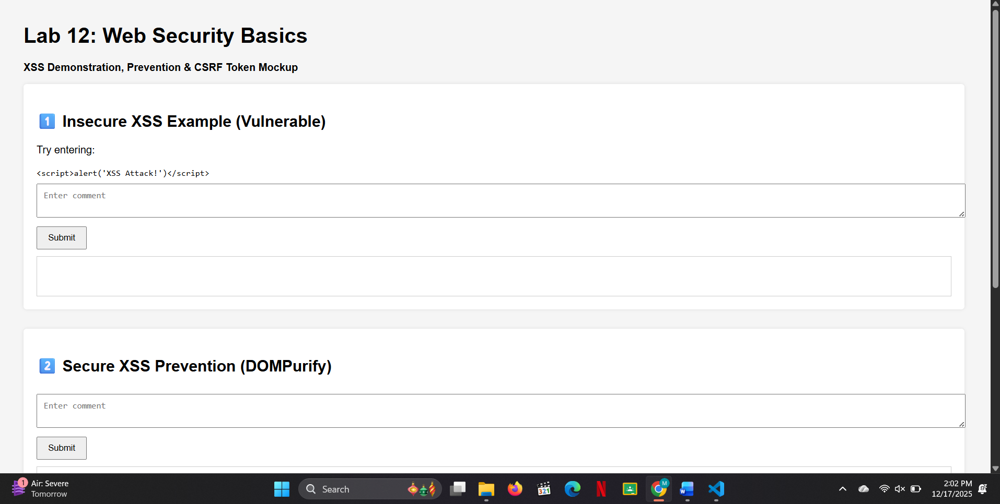 Lab 12: Web Security Basics
XSS Demonstration, Prevention & CSRF Token Mockup
1 Insecure XSS Example (Vulnerable)
Try entering:
<script>alert('XSS Attack!')</script>
Enter comment
Submit
2 Secure XSS Prevention (DOMPurify)
Enter comment
Submit
1
Air: Severe
Tomorrow
Search
321
N
M
W
2:02 PM
12/17/2025